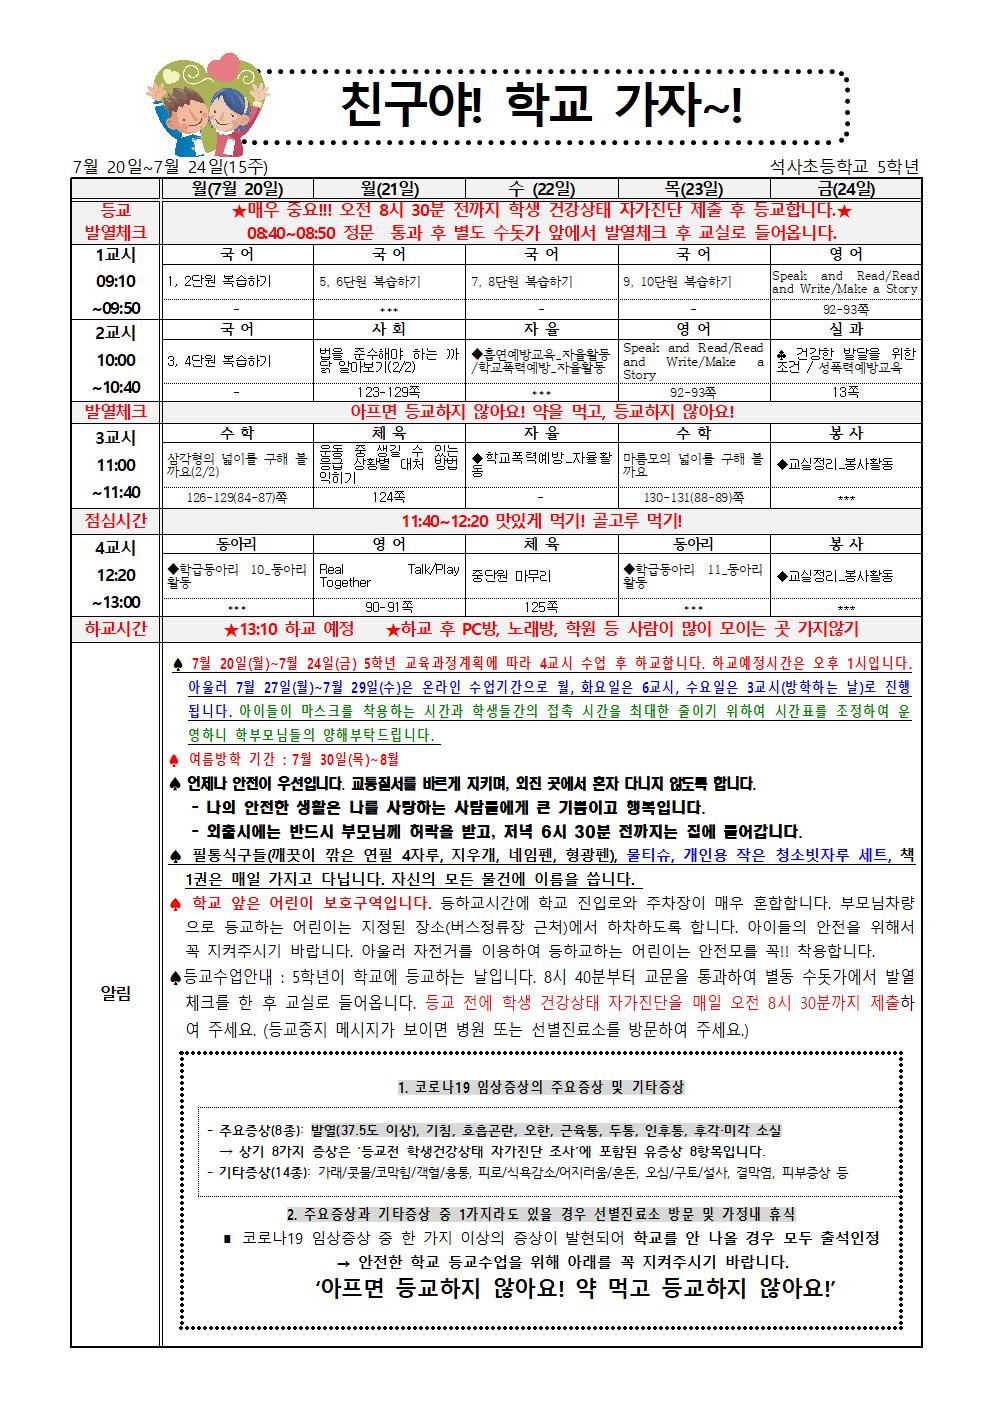 친구야! 학교 가자~!
7월 20일~7월 24일(15주) 석사초등학교 5학년
월(7월 20일) 월(21일) 수 (22일) 목(23일) 금(24일)
등교 ★매우 중요!!! 오전 8시 30분 전까지 학생 건강상태 자가진단 제출 후 등교합니다.★
발열체크 08:40~08:50 정문 통과 후 별도 수돗가 앞에서 발열체크 후 교실로 들어옵니다.
1교시 국 어 국 어 국 어 국 어 영 어
09:10 1, 2단원 복습하기 5, 6단원 복습하기 7, 8단원 복습하기 9, 10단원 복습하기 Speak and Read/Read
and Write/Make a Story
~09:50 - *** - - 92-93쪽
2교시 국 어 사 회 자 율 영 어 실 과
10:00 3, 4단원 복습하기 법을 준수해야 하는 까 ◆흡연예방교육_자율활동 Speak and Read/Read ♣ 건강한 발달을 위한
닭 알아보기(2/2) /학교폭력예방_자율활동 and Write/Make a 조건 / 성폭력예방교육
Story
~10:40 - 123-129쪽 *** 92-93쪽 13쪽
발열체크 아프면 등교하지 않아요! 약을 먹고, 등교하지 않아요!
3교시 수 학 체 육 자 율 수 학 봉 사
11:00 삼각형의 넓이를 구해 볼 운동 중 생길 수 있는 ◆학교폭력예방_자율활 마름모의 넓이를 구해 볼 ◆교실정리_봉사활동
까요(2/2) 응급 상황별 대처 방법 동 까요
익히기
~11:40 126-129(84-87)쪽 124쪽 - 130-131(88-89)쪽 ***
점심시간 11:40~12:20 맛있게 먹기! 골고루 먹기!
4교시 동아리 영 어 체 육 동아리 봉 사
12:20 ◆학급동아리 10_동아리 Real Talk/Play 중단원 마무리 ◆학급동아리 11_동아리 ◆교실정리_봉사활동
활동 Together 활동
~13:00 *** 90-91쪽 125쪽 *** ***
하교시간 ★13:10 하교 예정 ★하교 후 PC방, 노래방, 학원 등 사람이 많이 모이는 곳 가지않기
알림
♠ 7월 20일(월)~7월 24일(금) 5학년 교육과정계획에 따라 4교시 수업 후 하교합니다. 하교예정시간은 오후 1시입니다.
아울러 7월 27일(월)~7월 29일(수)은 온라인 수업기간으로 월, 화요일은 6교시, 수요일은 3교시(방학하는 날)로 진행
됩니다. 아이들이 마스크를 착용하는 시간과 학생들간의 접촉 시간을 최대한 줄이기 위하여 시간표를 조정하여 운
영하니 학부모님들의 양해부탁드립니다.
♠ 여름방학 기간 : 7월 30일(목)~8월
♠ 언제나 안전이 우선입니다. 교통질서를 바르게 지키며, 외진 곳에서 혼자 다니지 않도록 합니다.
- 나의 안전한 생활은 나를 사랑하는 사람들에게 큰 기쁨이고 행복입니다.
- 외출시에는 반드시 부모님께 허락을 받고, 저녁 6시 30분 전까지는 집에 들어갑니다.
♠ 필통식구들(깨끗이 깎은 연필 4자루, 지우개, 네임펜, 형광펜), 물티슈, 개인용 작은 청소빗자루 세트, 책
1권은 매일 가지고 다닙니다. 자신의 모든 물건에 이름을 씁니다.
♠ 학교 앞은 어린이 보호구역입니다. 등하교시간에 학교 진입로와 주차장이 매우 혼합합니다. 부모님차량
으로 등교하는 어린이는 지정된 장소(버스정류장 근처)에서 하차하도록 합니다. 아이들의 안전을 위해서
꼭 지켜주시기 바랍니다. 아울러 자전거를 이용하여 등하교하는 어린이는 안전모를 꼭!! 착용합니다.
♠등교수업안내 : 5학년이 학교에 등교하는 날입니다. 8시 40분부터 교문을 통과하여 별동 수돗가에서 발열
체크를 한 후 교실로 들어옵니다. 등교 전에 학생 건강상태 자가진단을 매일 오전 8시 30분까지 제출하
여 주세요. (등교중지 메시지가 보이면 병원 또는 선별진료소를 방문하여 주세요.)
1. 코로나19 임상증상의 주요증상 및 기타증상
- 주요증상(8종): 발열(37.5도 이상), 기침, 호흡곤란, 오한, 근육통, 두통, 인후통, 후각·미각 소실
→ 상기 8가지 증상은 ‘등교전 학생건강상태 자가진단 조사’에 포함된 유증상 8항목입니다.
- 기타증상(14종): 가래/콧물/코막힘/객혈/흉통, 피로/식욕감소/어지러움/혼돈, 오심/구토/설사, 결막염, 피부증상 등
2. 주요증상과 기타증상 중 1가지라도 있을 경우 선별진료소 방문 및 가정내 휴식
■ 코로나19 임상증상 중 한 가지 이상의 증상이 발현되어 학교를 안 나올 경우 모두 출석인정
→ 안전한 학교 등교수업을 위해 아래를 꼭 지켜주시기 바랍니다.
‘아프면 등교하지 않아요! 약 먹고 등교하지 않아요!’